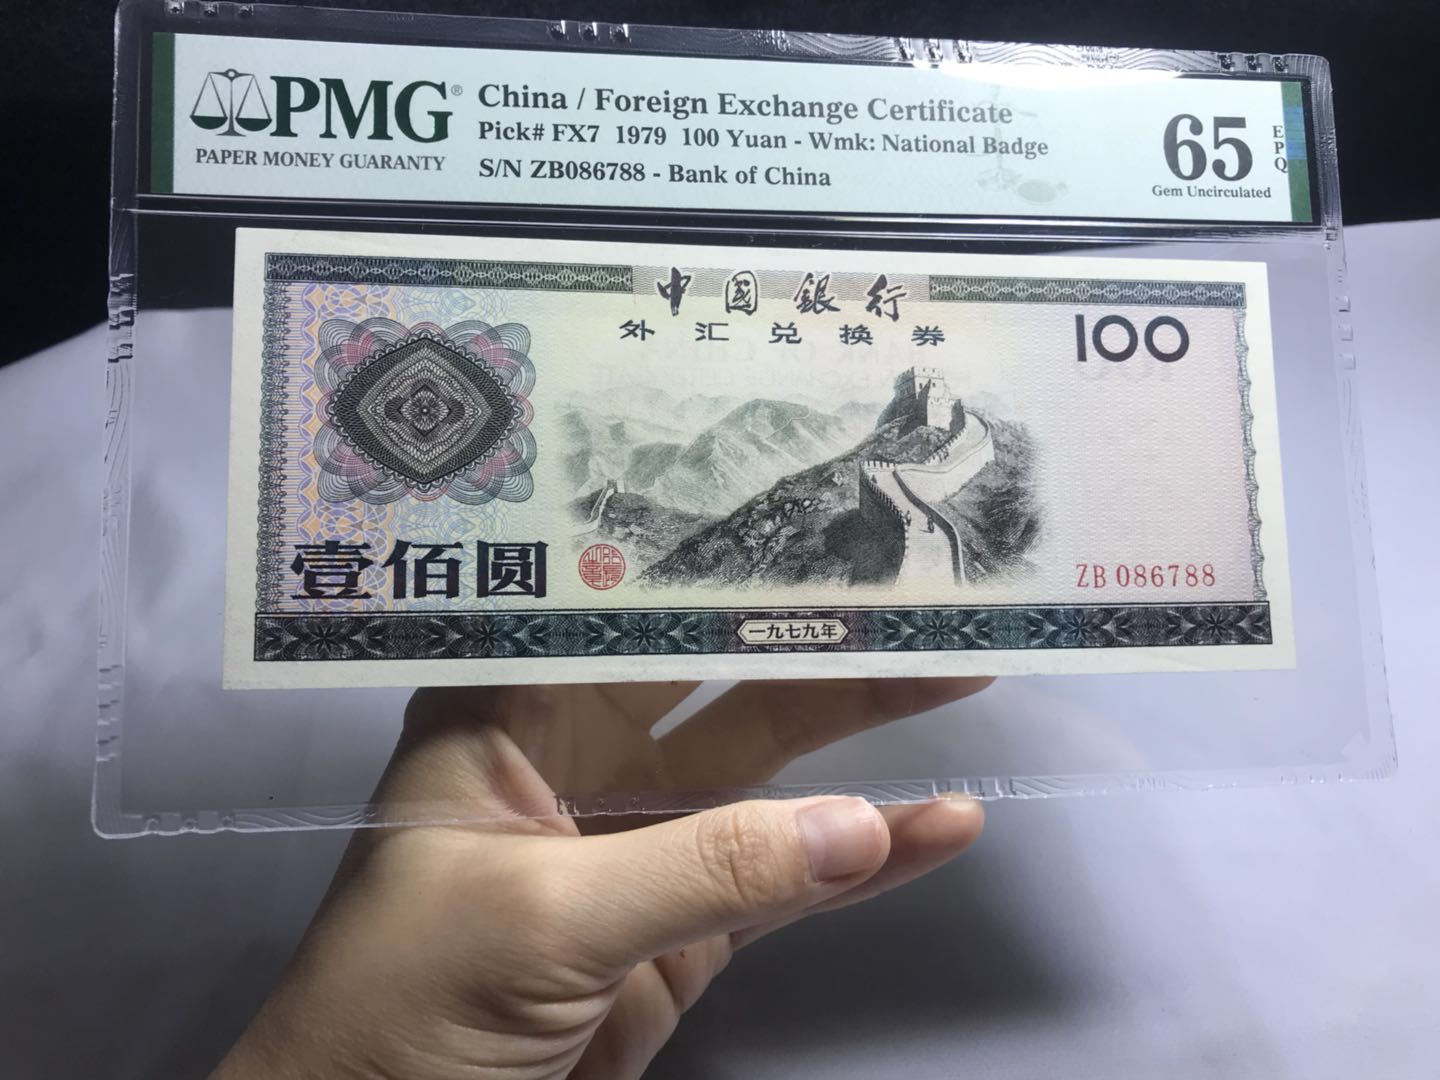 PMG®
PAPER MONEY GUARANTY
China / Foreign Exchange Certificate
Pick# FX7 1979 100 Yuan - Wmk: National Badge
S/N ZB086788 - Bank of China
65
EPQ
Gem Uncirculated
中國銀行
外汇兑换券
100
壹佰圆
ZB 086788
一九七九年